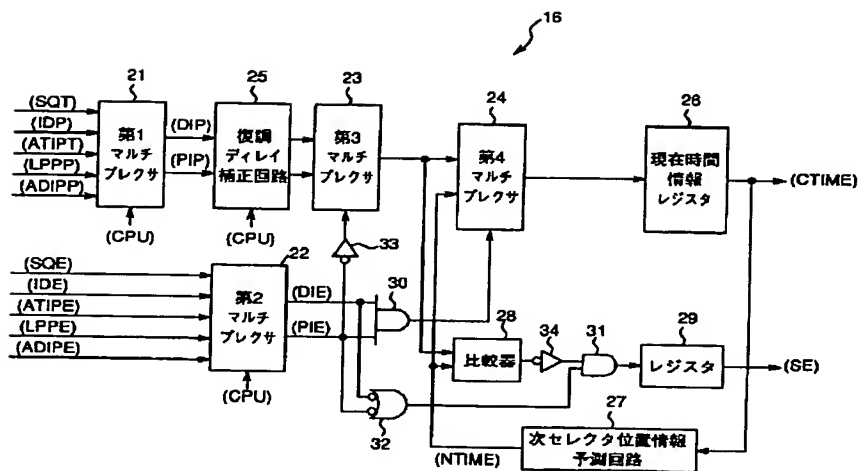 16
21
25
23
24
26
(SQT)
(IDP)
(ATIPT)
(LPPP)
(ADIPP)
第1
マルチ
プレクサ
(DIP)
(PIP)
復調
ディレイ
補正回路
第3
マルチ
プレクサ
第4
マルチ
プレクサ
現在時間
情報
レジスタ
(CTIME)
(CPU)
(CPU)
33
22
(SQE)
(IDE)
(ATIPE)
(LPPE)
(ADIPE)
第2
マルチ
プレクサ
(DIE)
(PIE)
30
28
34
31
29
比較器
レジスタ
(SE)
(CPU)
32
27
(NTIME)
次セレクタ位置情報
予測回路